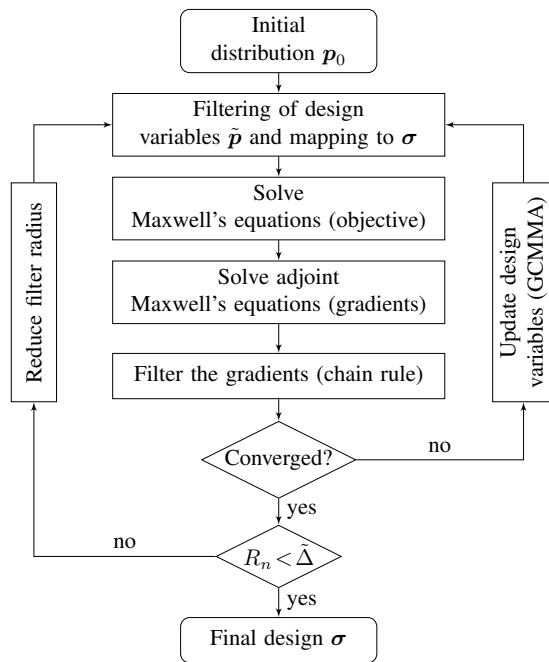 Initial
distribution p₀
Filtering of design
variables p̃ and mapping to σ
Solve
Maxwell's equations (objective)
Solve adjoint
Maxwell's equations (gradients)
Filter the gradients (chain rule)
Reduce filter radius
Update design
variables (GCMMA)
Converged?
no
yes
Rₙ < Δ̃
no
yes
Final design σ